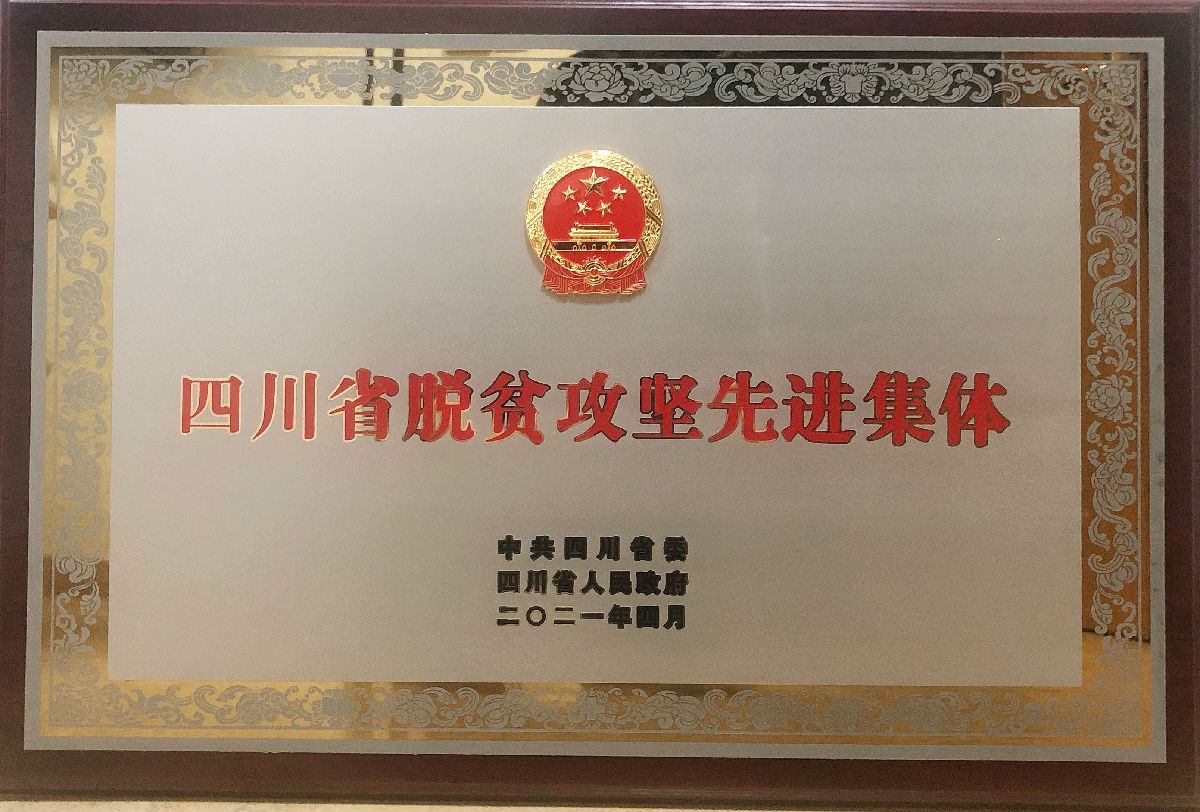 四川省脱贫攻坚先进集体
中共四川省委
四川省人民政府
二〇二一年四月